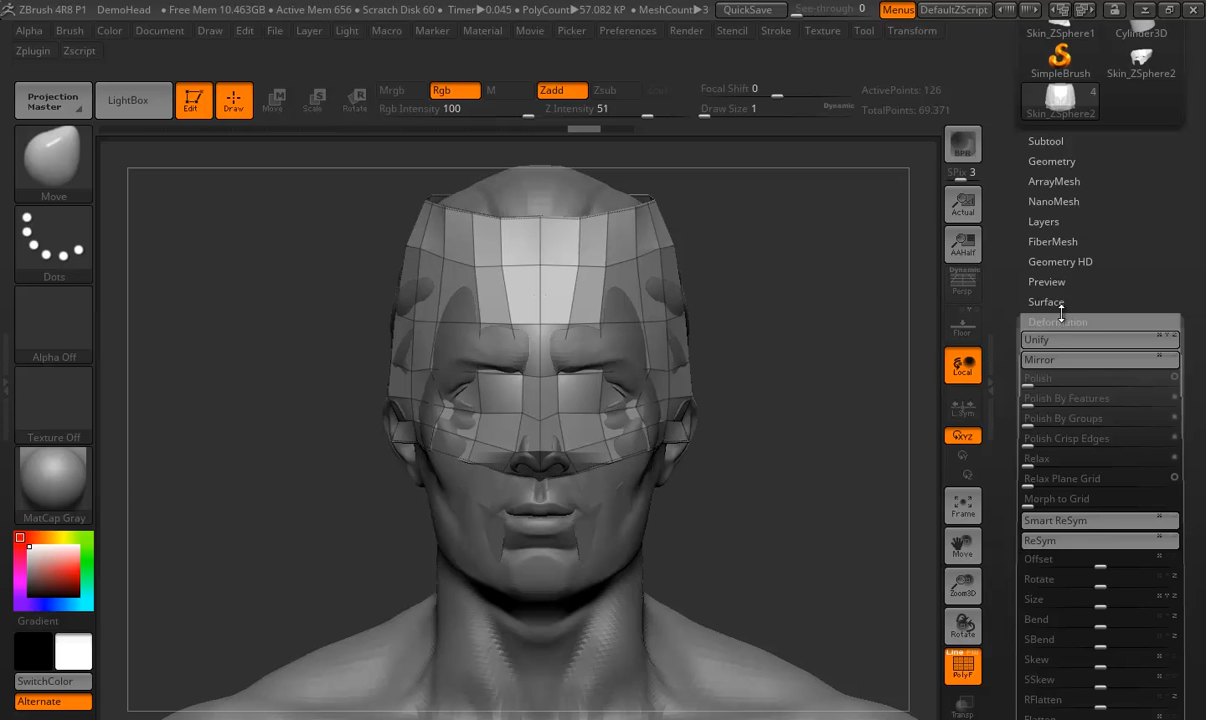 ZBrush 4R8 P1 DemoHead • Free Mem 10.463GB • Active Mem 656 • Scratch Disk 60 • Timer▶0.045 • PolyCount▶57.082 KP • MeshCount▶3 QuickSave See-through 0 Menus DefaultZScript
Alpha Brush Color Document Draw Edit File Layer Light Macro Marker Material Movie Picker Preferences Render Stencil Stroke Texture Tool Transform
Zplugin Zscript
Projection Master
LightBox
Edit
Draw
Move
Scale
Rotate
Mrgb Rgb M Zadd Zsub
Rgb Intensity 100 Z Intensity 51
Focal Shift 0
Draw Size 1 Dynamic
ActivePoints: 126
TotalPoints: 69.371
Move
Dots
Alpha Off
Texture Off
MatCap Gray
Gradient
SwitchColor
Alternate
BPR
SPix 3
Actual
AAHalf
Dynamic
Persp
Floor
Local
L.Sym
XYZ
Frame
Move
Zoom3D
Rotate
Line Fill
PolyF
Transp
Skin_ZSphere1 Cylinder3D
SimpleBrush Skin_ZSphere2
4
Skin_ZSphere2
Subtool
Geometry
ArrayMesh
NanoMesh
Layers
FiberMesh
Geometry HD
Preview
Surface
Deformation
Unify
Mirror
Polish
Polish By Features
Polish By Groups
Polish Crisp Edges
Relax
Relax Plane Grid
Morph to Grid
Smart ReSym
ReSym
Offset
Rotate
Size
Bend
SBend
Skew
SSkew
RFlatten
Flatten